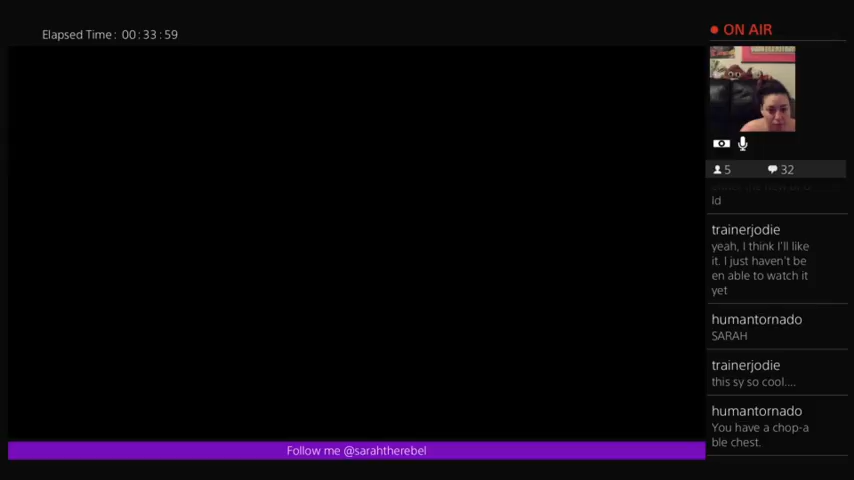 Elapsed Time: 00:33:59
ON AIR
5
32
id
trainerjodie
yeah, I think I'll like
it. I just haven't be
en able to watch it
yet
humantornado
SARAH
trainerjodie
this sy so cool....
humantornado
You have a chop-a
ble chest.
Follow me @sarahtherebel